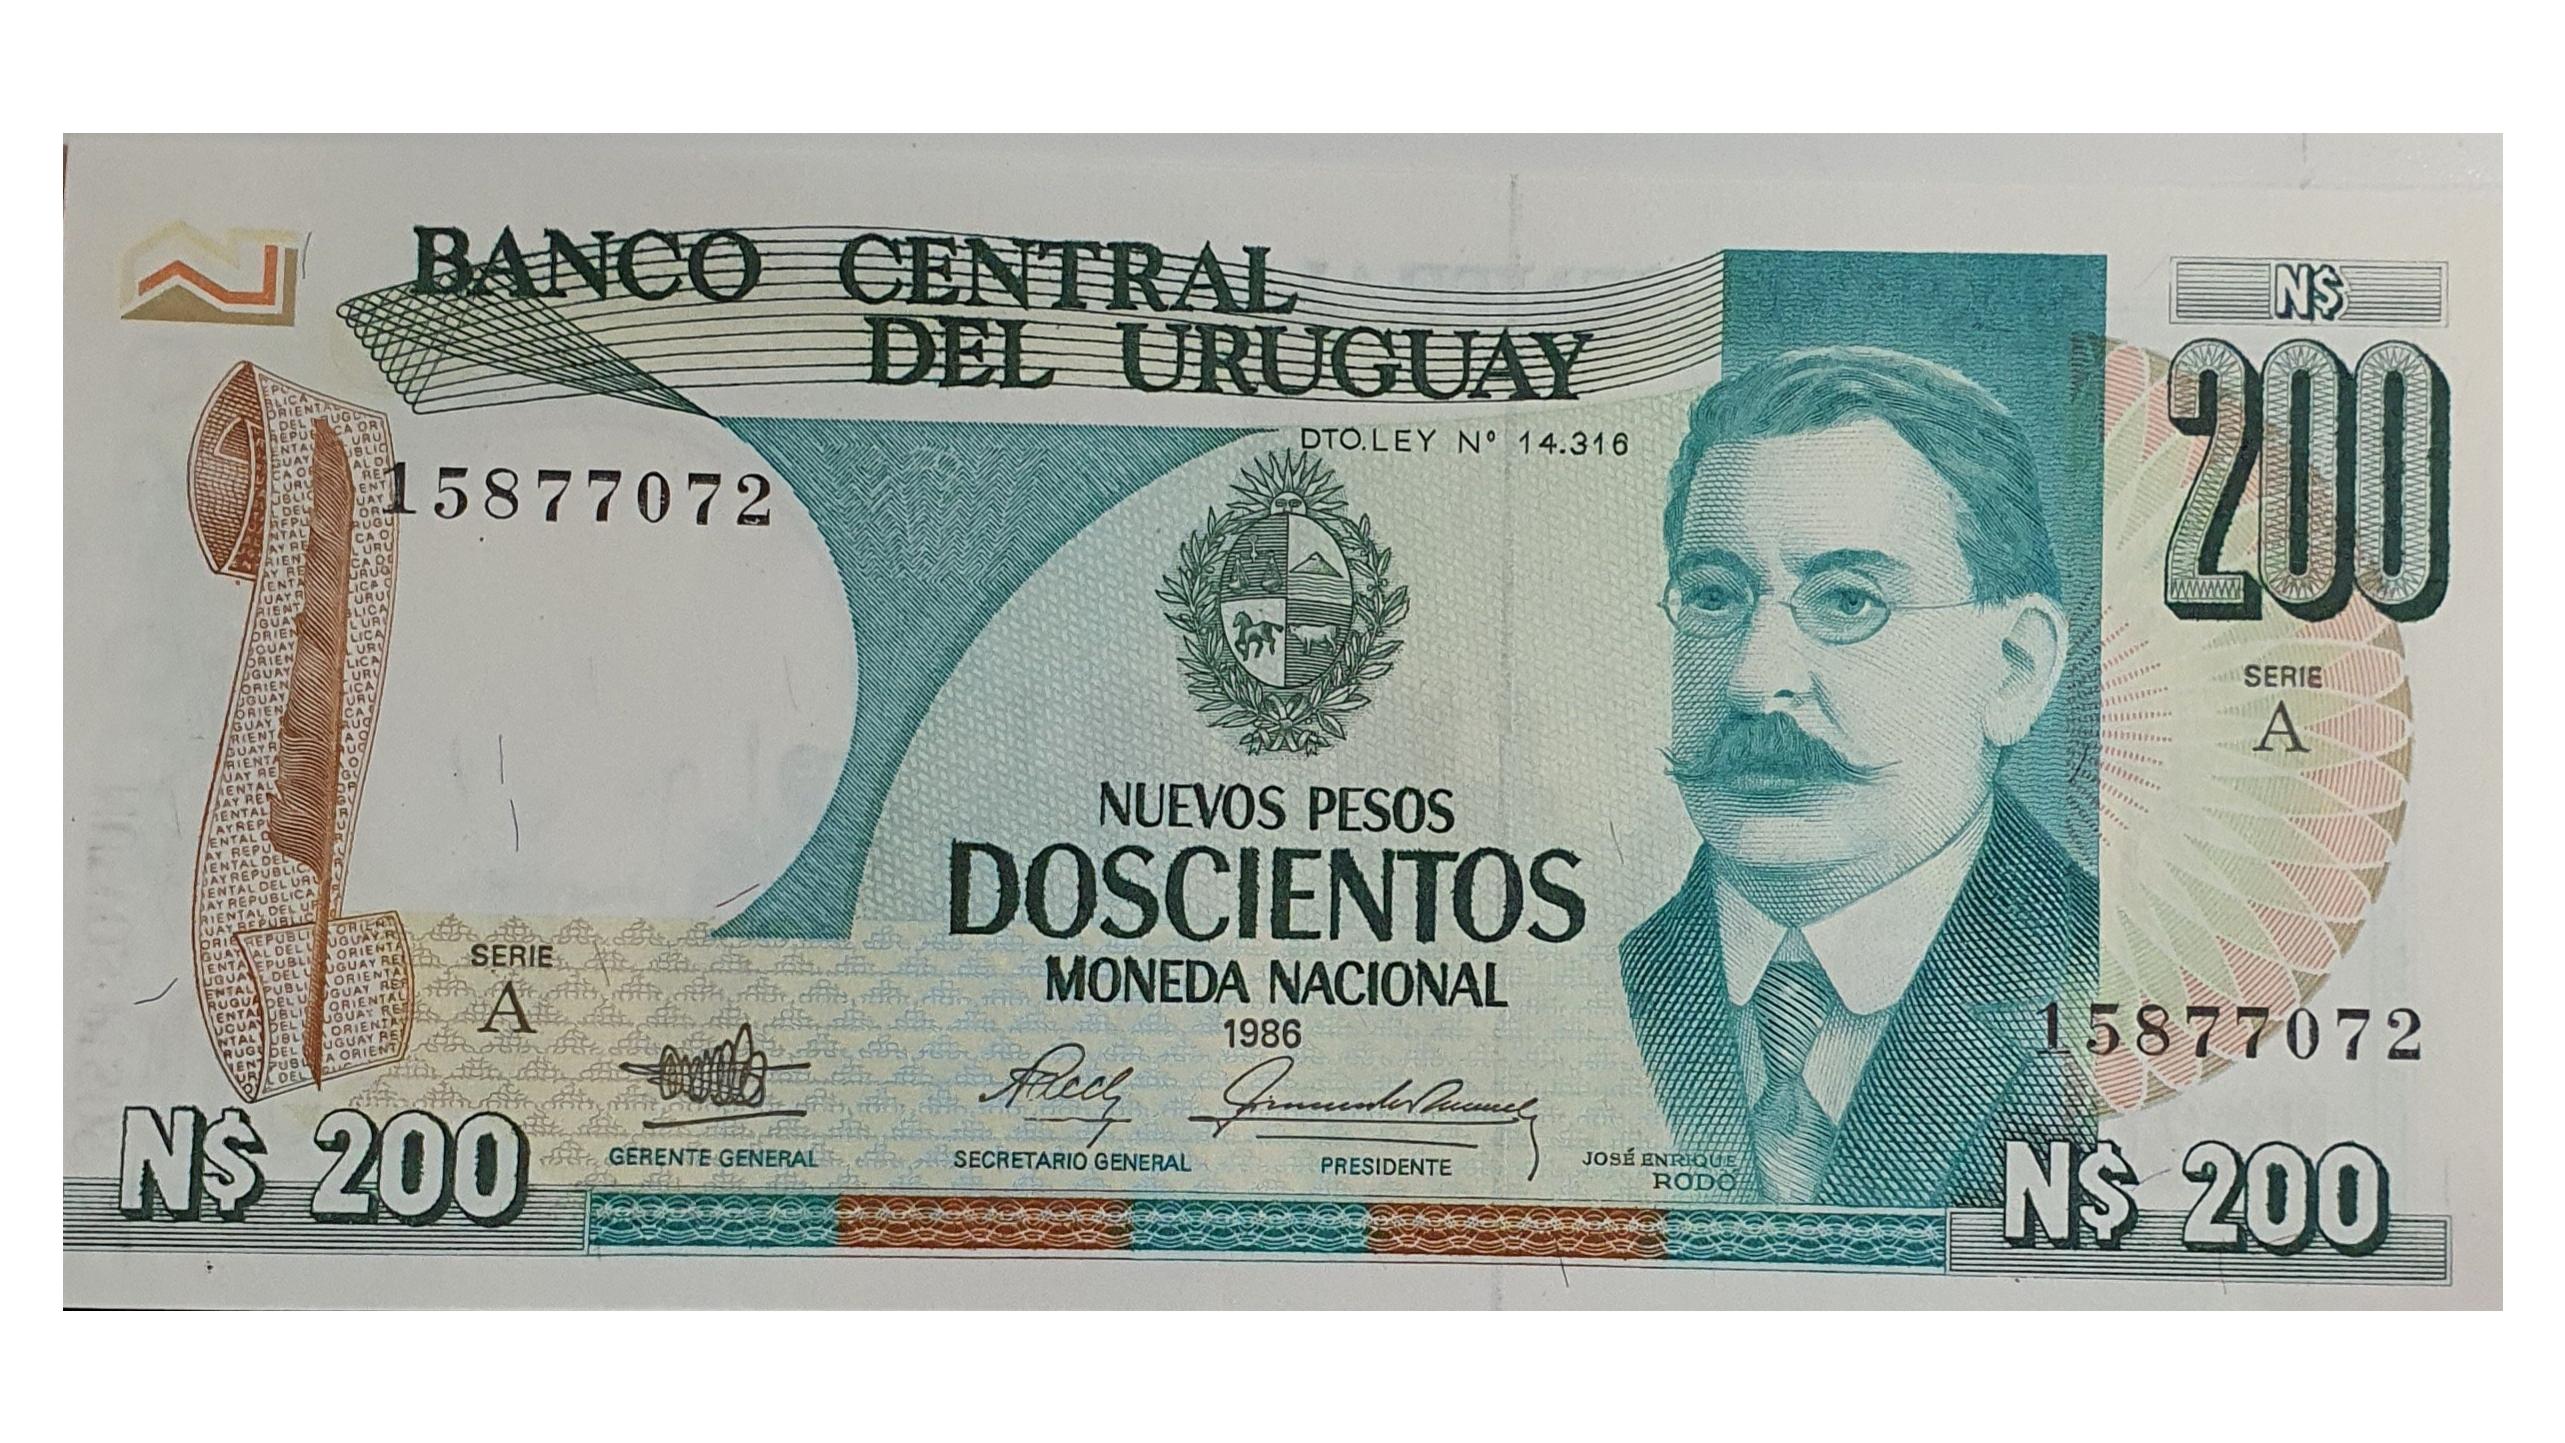 BANCO CENTRAL
DEL URUGUAY
N$
200
DTO.LEY Nº 14.316
15877072
SERIE
A
NUEVOS PESOS
DOSCIENTOS
MONEDA NACIONAL
1986
SERIE
A
15877072
GERENTE GENERAL
SECRETARIO GENERAL
PRESIDENTE
JOSÉ ENRIQUE
RODÓ
N$ 200
N$ 200